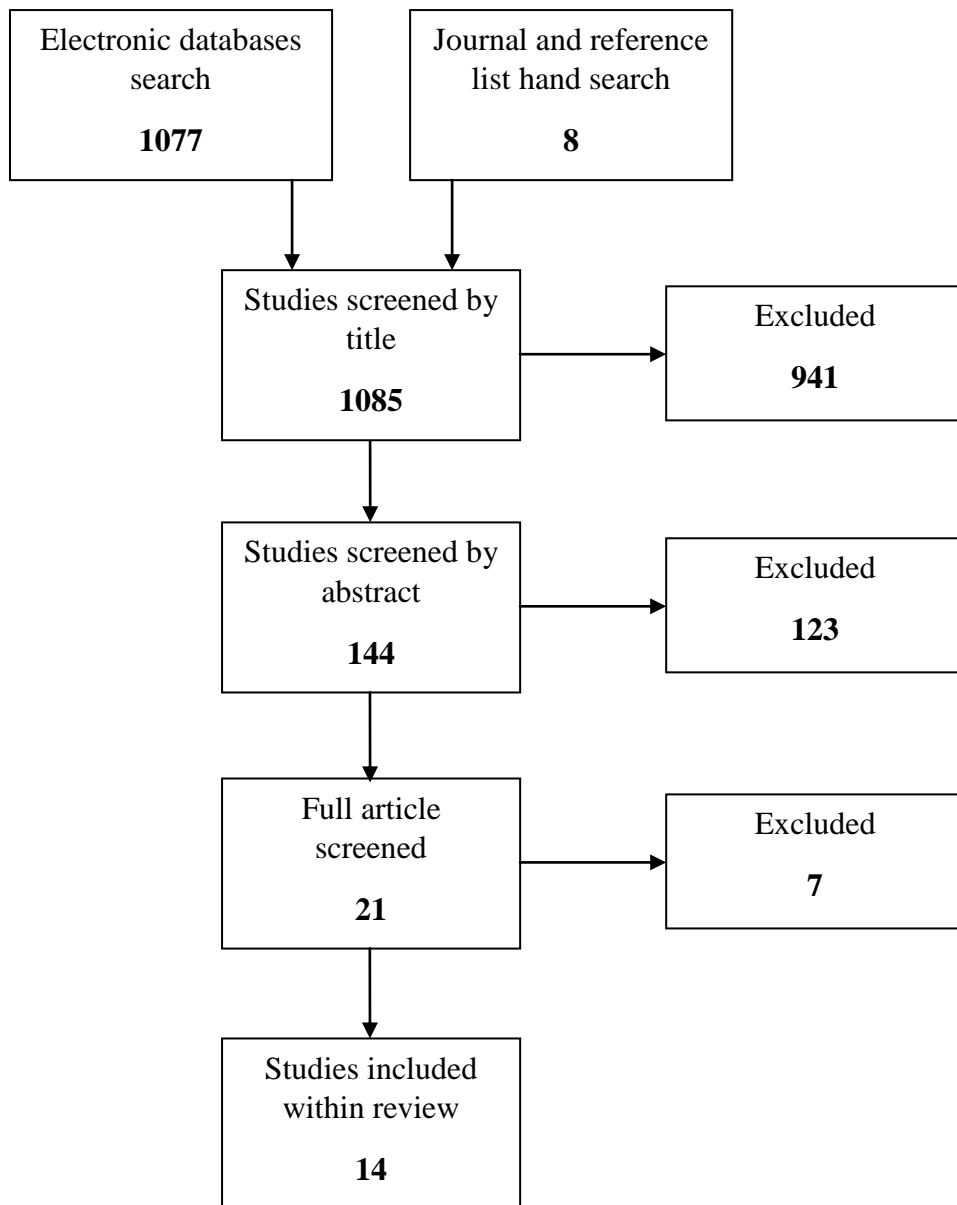 Electronic databases
search
1077
Journal and reference
list hand search
8
Studies screened by
title
1085
Excluded
941
Studies screened by
abstract
144
Excluded
123
Full article
screened
21
Excluded
7
Studies included
within review
14